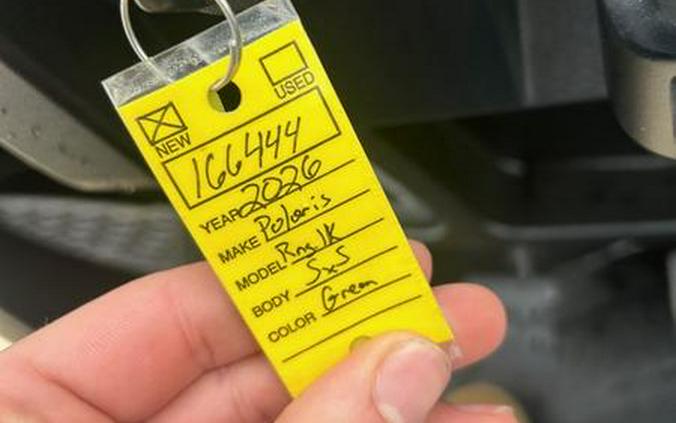 NEW
USED
166444
YEAR 2026
MAKE Polaris
MODEL Rng 1K
BODY SxS
COLOR Green